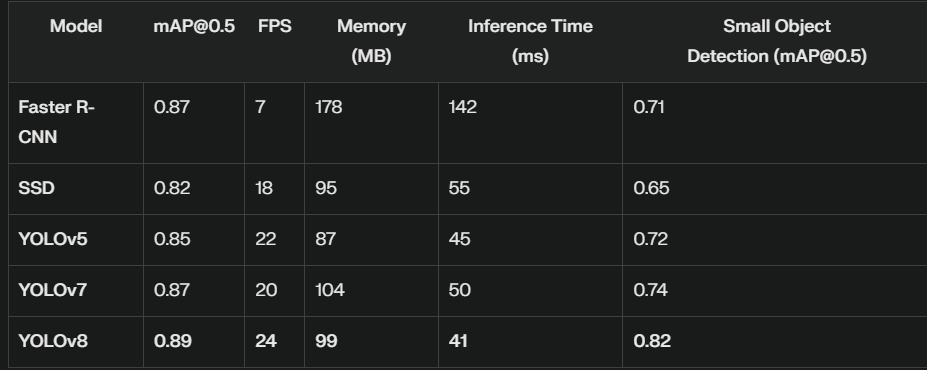 Model mAP@0.5 FPS Memory (MB) Inference Time (ms) Small Object Detection (mAP@0.5)
Faster R-CNN 0.87 7 178 142 0.71
SSD 0.82 18 95 55 0.65
YOLOv5 0.85 22 87 45 0.72
YOLOv7 0.87 20 104 50 0.74
YOLOv8 0.89 24 99 41 0.82